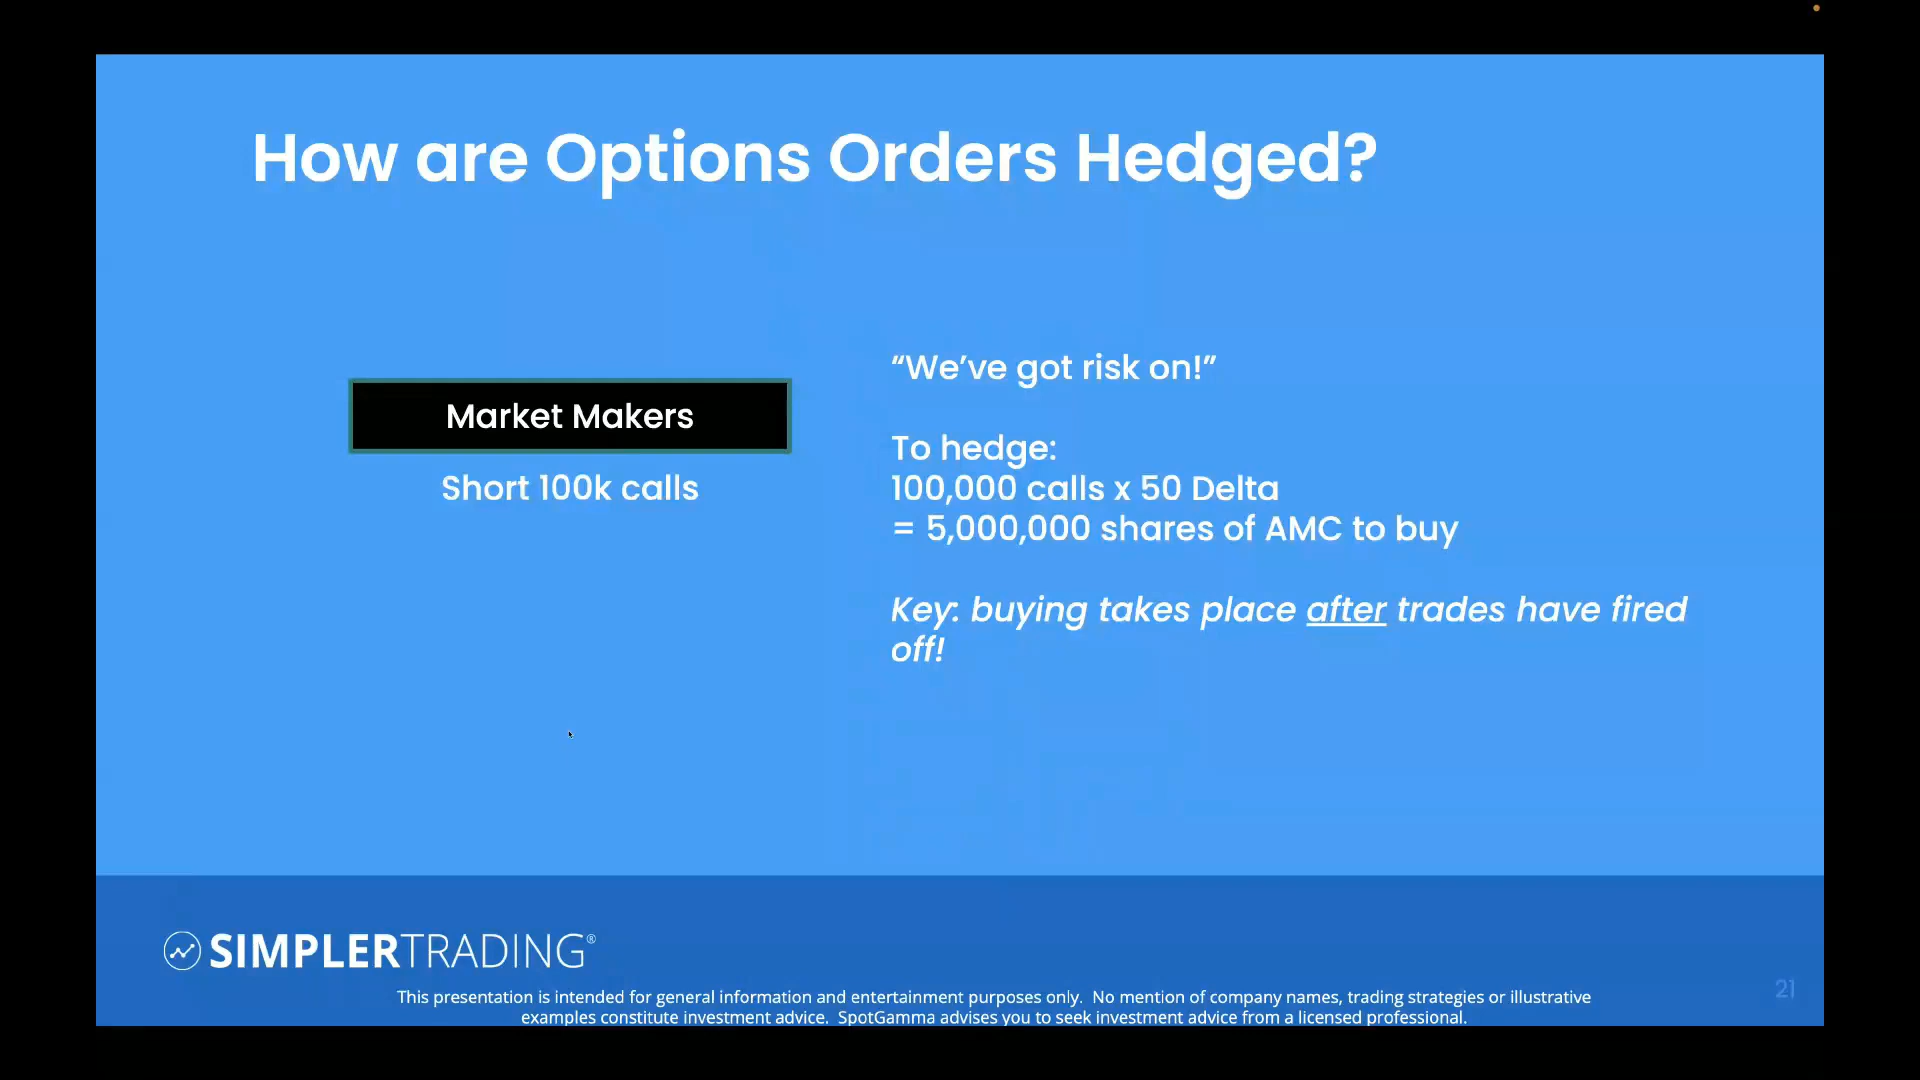 How are Options Orders Hedged?
Market Makers
Short 100k calls
“We’ve got risk on!”
To hedge:
100,000 calls x 50 Delta
= 5,000,000 shares of AMC to buy
Key: buying takes place after trades have fired
off!
SIMPLERTRADING®
This presentation is intended for general information and entertainment purposes only.  No mention of company names, trading strategies or illustrative
examples constitute investment advice.  SpotGamma advises you to seek investment advice from a licensed professional.
21